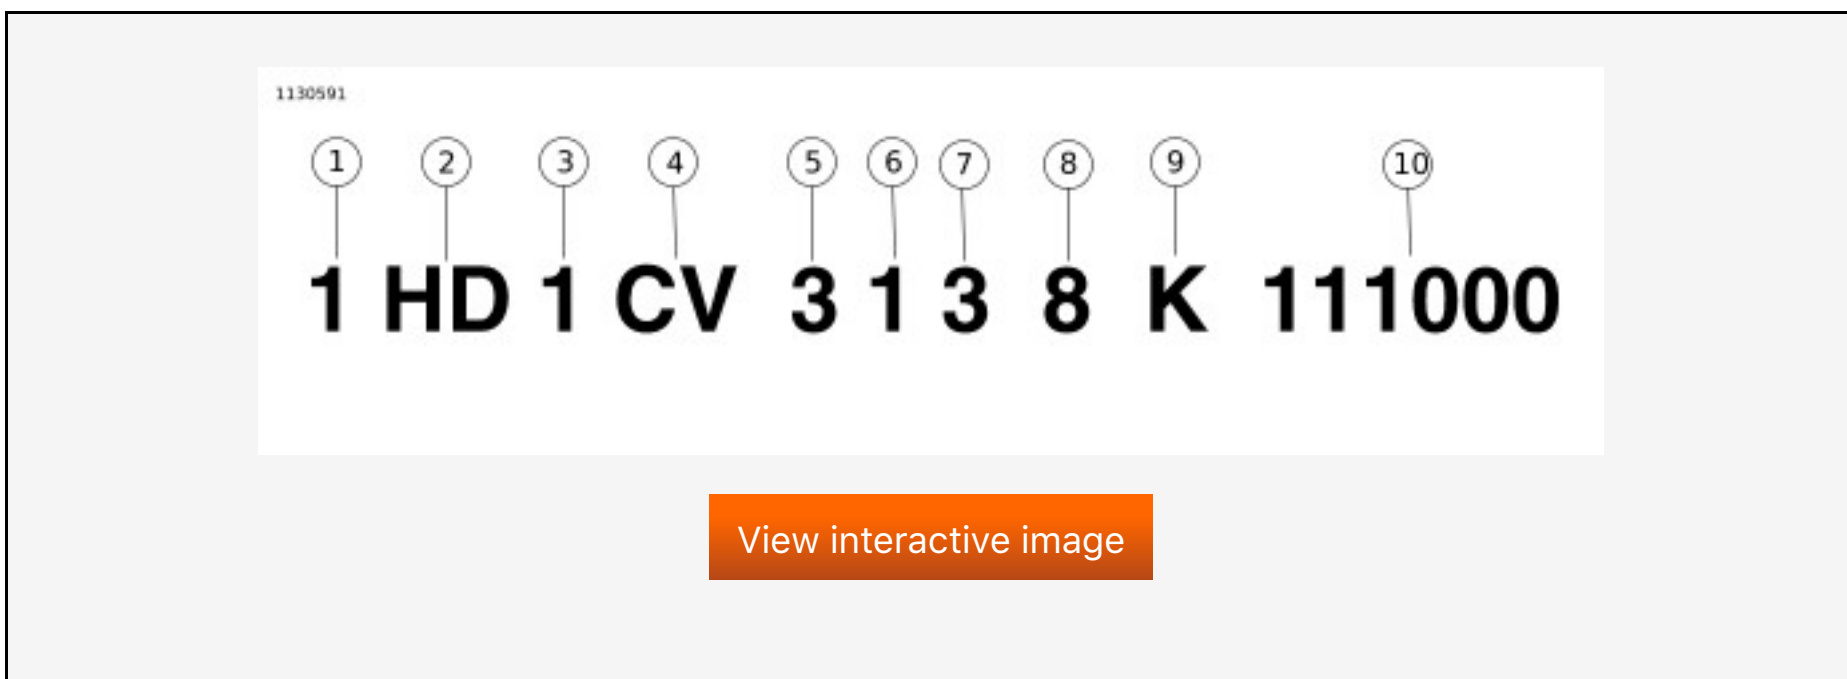 1130591
1 2 3 4 5 6 7 8 9 10
1 HD 1 CV 3 1 3 8 K 111000
View interactive image